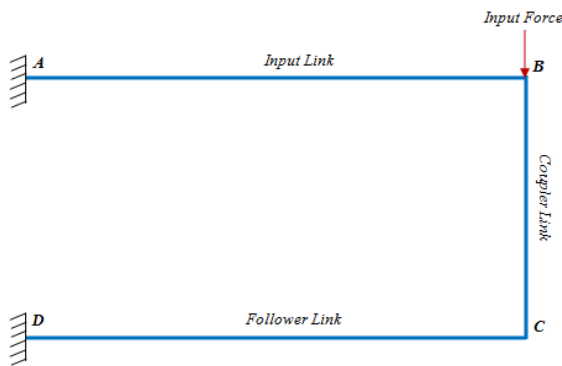 Input Force
A
Input Link
B
Coupler Link
D
Follower Link
C